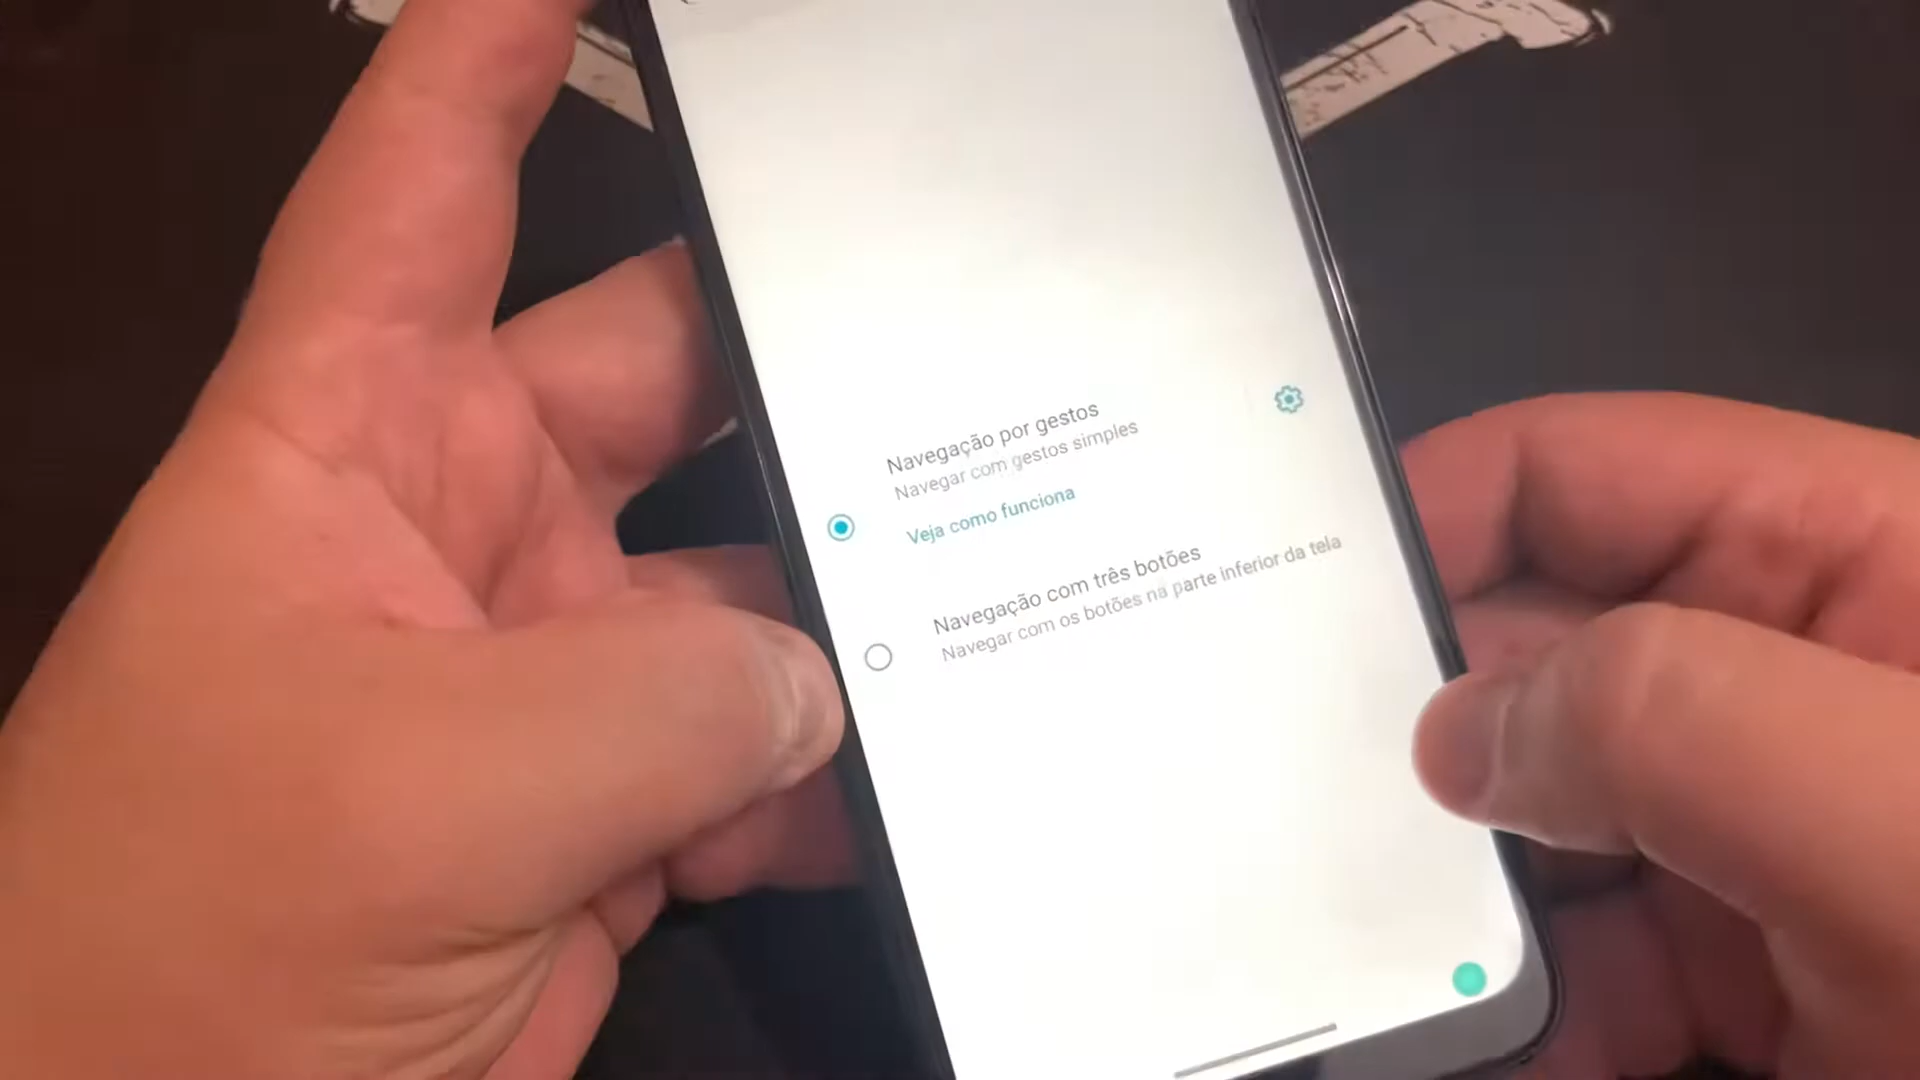 Navegação por gestos
Navegar com gestos simples
Veja como funciona
Navegação com três botões
Navegar com os botões na parte inferior da tela